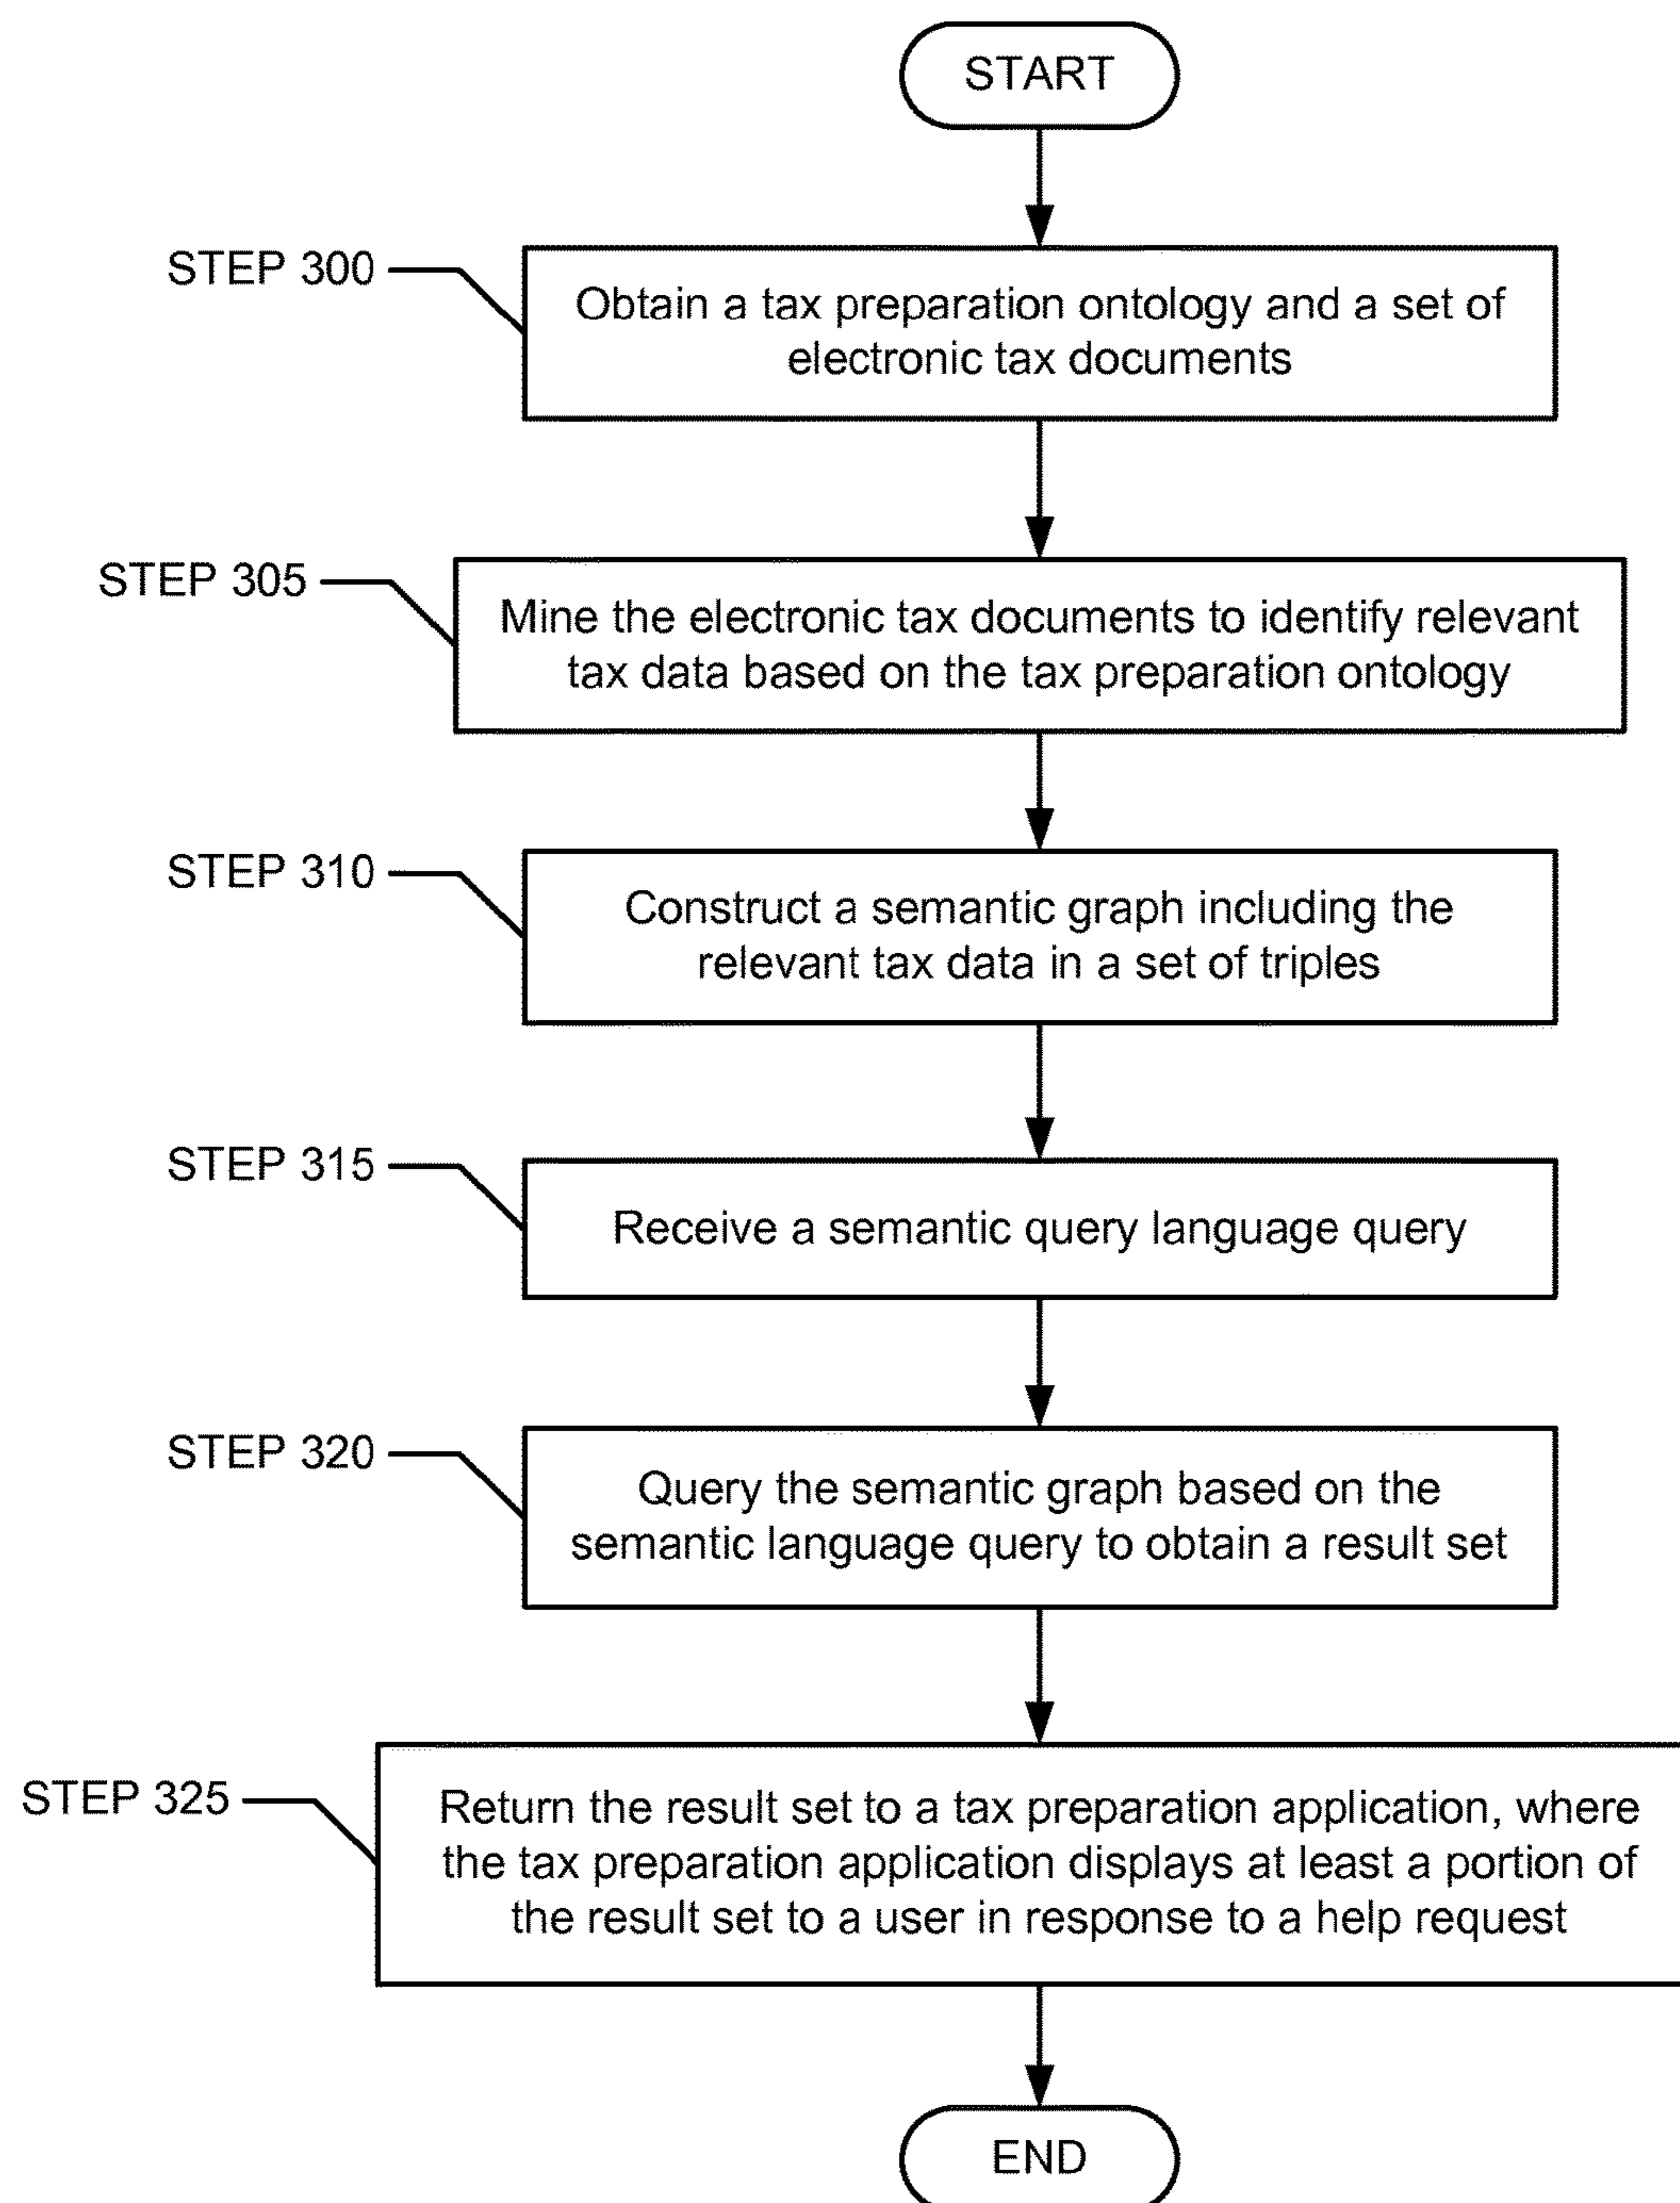 START
STEP 300
Obtain a tax preparation ontology and a set of
electronic tax documents
STEP 305
Mine the electronic tax documents to identify relevant
tax data based on the tax preparation ontology
STEP 310
Construct a semantic graph including the
relevant tax data in a set of triples
STEP 315
Receive a semantic query language query
STEP 320
Query the semantic graph based on the
semantic language query to obtain a result set
STEP 325
Return the result set to a tax preparation application, where
the tax preparation application displays at least a portion of
the result set to a user in response to a help request
END